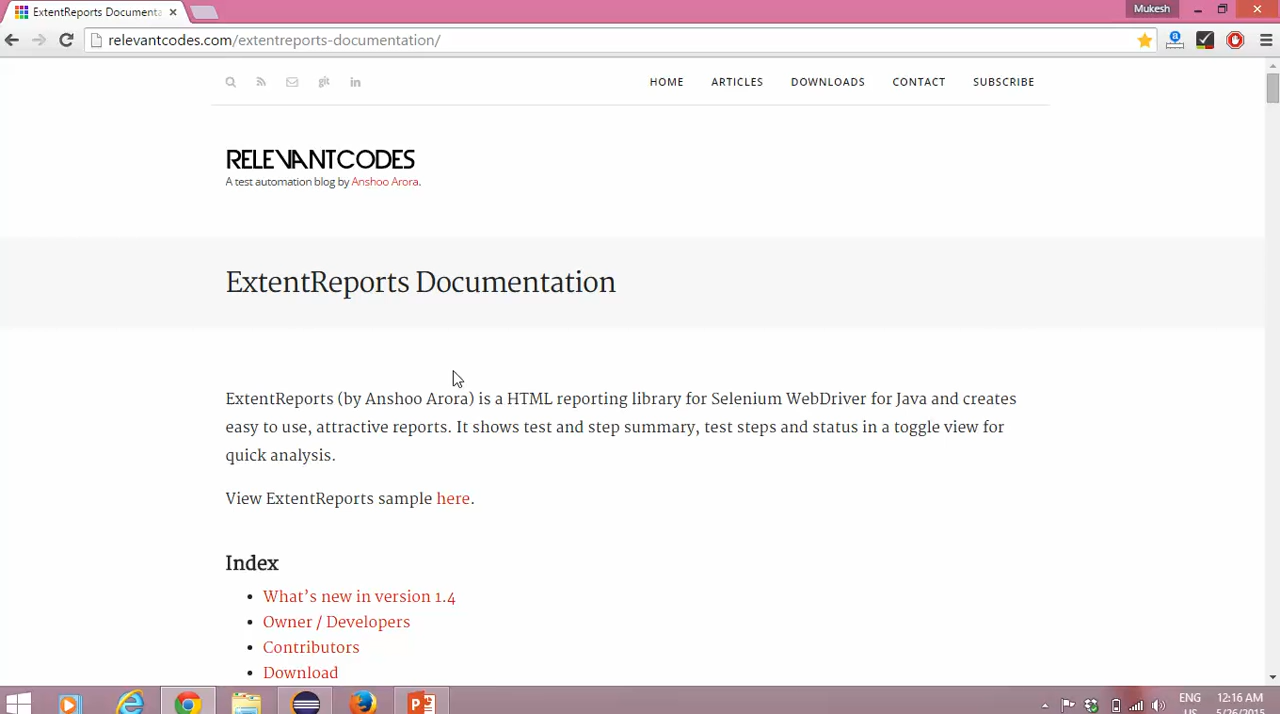 ExtentReports Documenta
Mukesh
relevantcodes.com/extentreports-documentation/
git in HOME ARTICLES DOWNLOADS CONTACT SUBSCRIBE
RELEVANTCODES
A test automation blog by Anshoo Arora.
ExtentReports Documentation
ExtentReports (by Anshoo Arora) is a HTML reporting library for Selenium WebDriver for Java and creates
easy to use, attractive reports. It shows test and step summary, test steps and status in a toggle view for
quick analysis.
View ExtentReports sample here.
Index
• What's new in version 1.4
• Owner / Developers
• Contributors
• Download
ENG 12:16 AM
US 5/26/2015